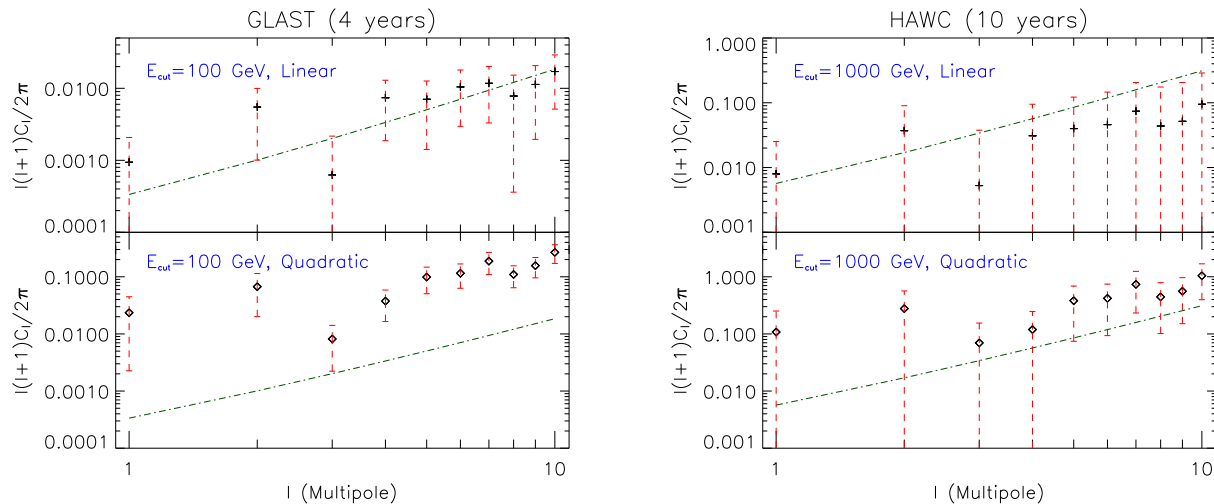 GLAST (4 years)
E_cut=100 GeV, Linear
l(l+1)C_l/2π
0.0100
0.0010
0.0001
E_cut=100 GeV, Quadratic
l(l+1)C_l/2π
0.1000
0.0100
0.0010
0.0001
1
10
l (Multipole)
HAWC (10 years)
E_cut=1000 GeV, Linear
l(l+1)C_l/2π
1.000
0.100
0.010
0.001
E_cut=1000 GeV, Quadratic
l(l+1)C_l/2π
1.000
0.100
0.010
0.001
1
10
l (Multipole)